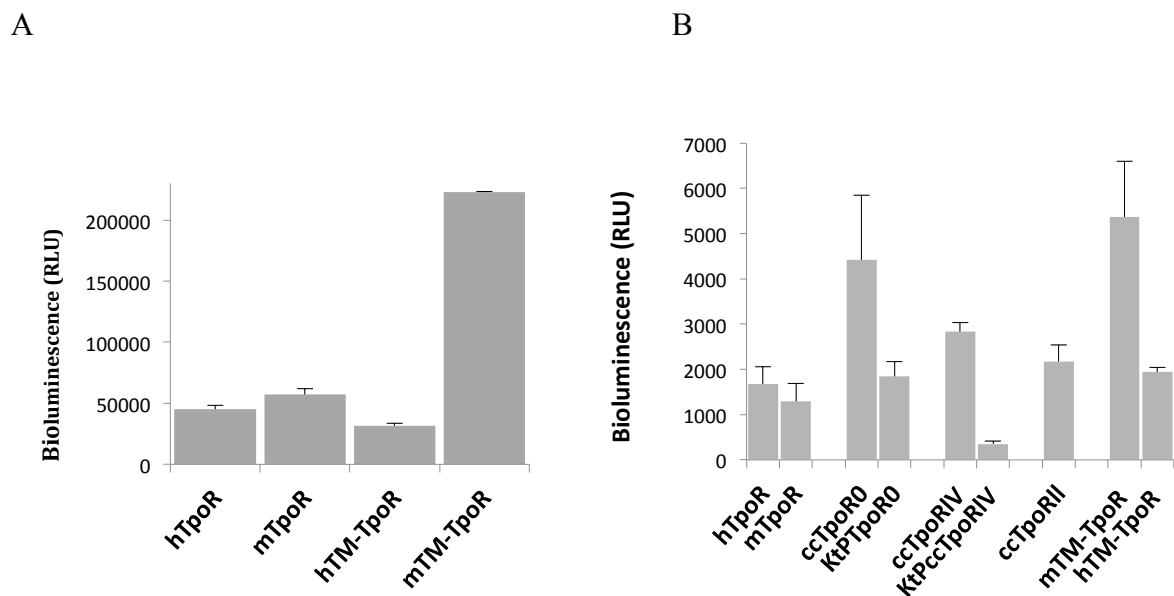 A
B
Bioluminescence (RLU)
200000
150000
100000
50000
0
hTpoR
mTpoR
hTM-TpoR
mTM-TpoR
Bioluminescence (RLU)
7000
6000
5000
4000
3000
2000
1000
0
hTpoR
mTpoR
ccTpoR0
KtPTpoR0
ccTpoRIV
KtPccTpoRIV
ccTpoRII
mTM-TpoR
hTM-TpoR